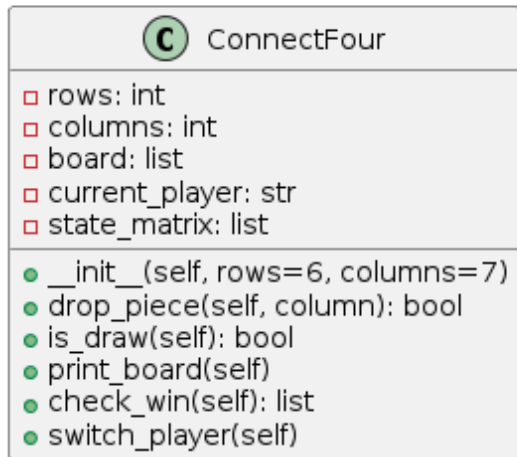 C ConnectFour
rows: int
columns: int
board: list
current_player: str
state_matrix: list
__init__(self, rows=6, columns=7)
drop_piece(self, column): bool
is_draw(self): bool
print_board(self)
check_win(self): list
switch_player(self)